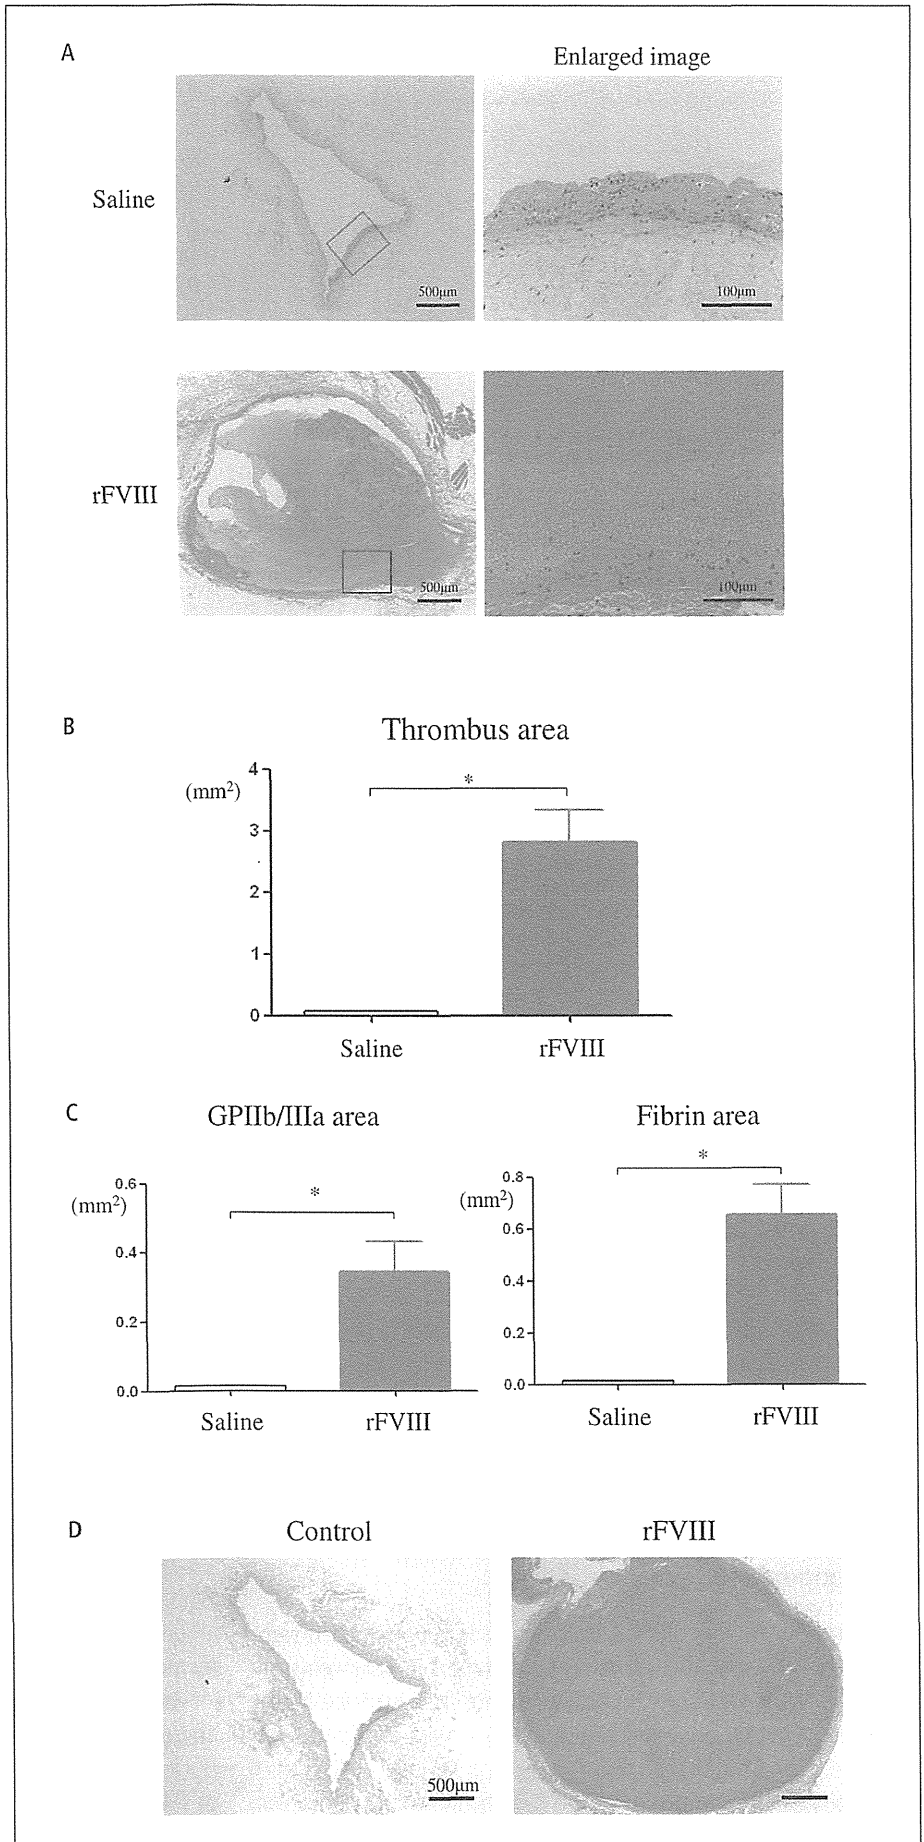 A
Enlarged image
Saline
500μm
100μm
rFVIII
500μm
100μm
B
Thrombus area
(mm²)
*
4
3
2
1
0
Saline
rFVIII
C
GPIIb/IIIa area
(mm²)
*
0.6
0.4
0.2
0.0
Saline
rFVIII
Fibrin area
(mm²)
*
0.8
0.6
0.4
0.2
0.0
Saline
rFVIII
D
Control
rFVIII
500μm